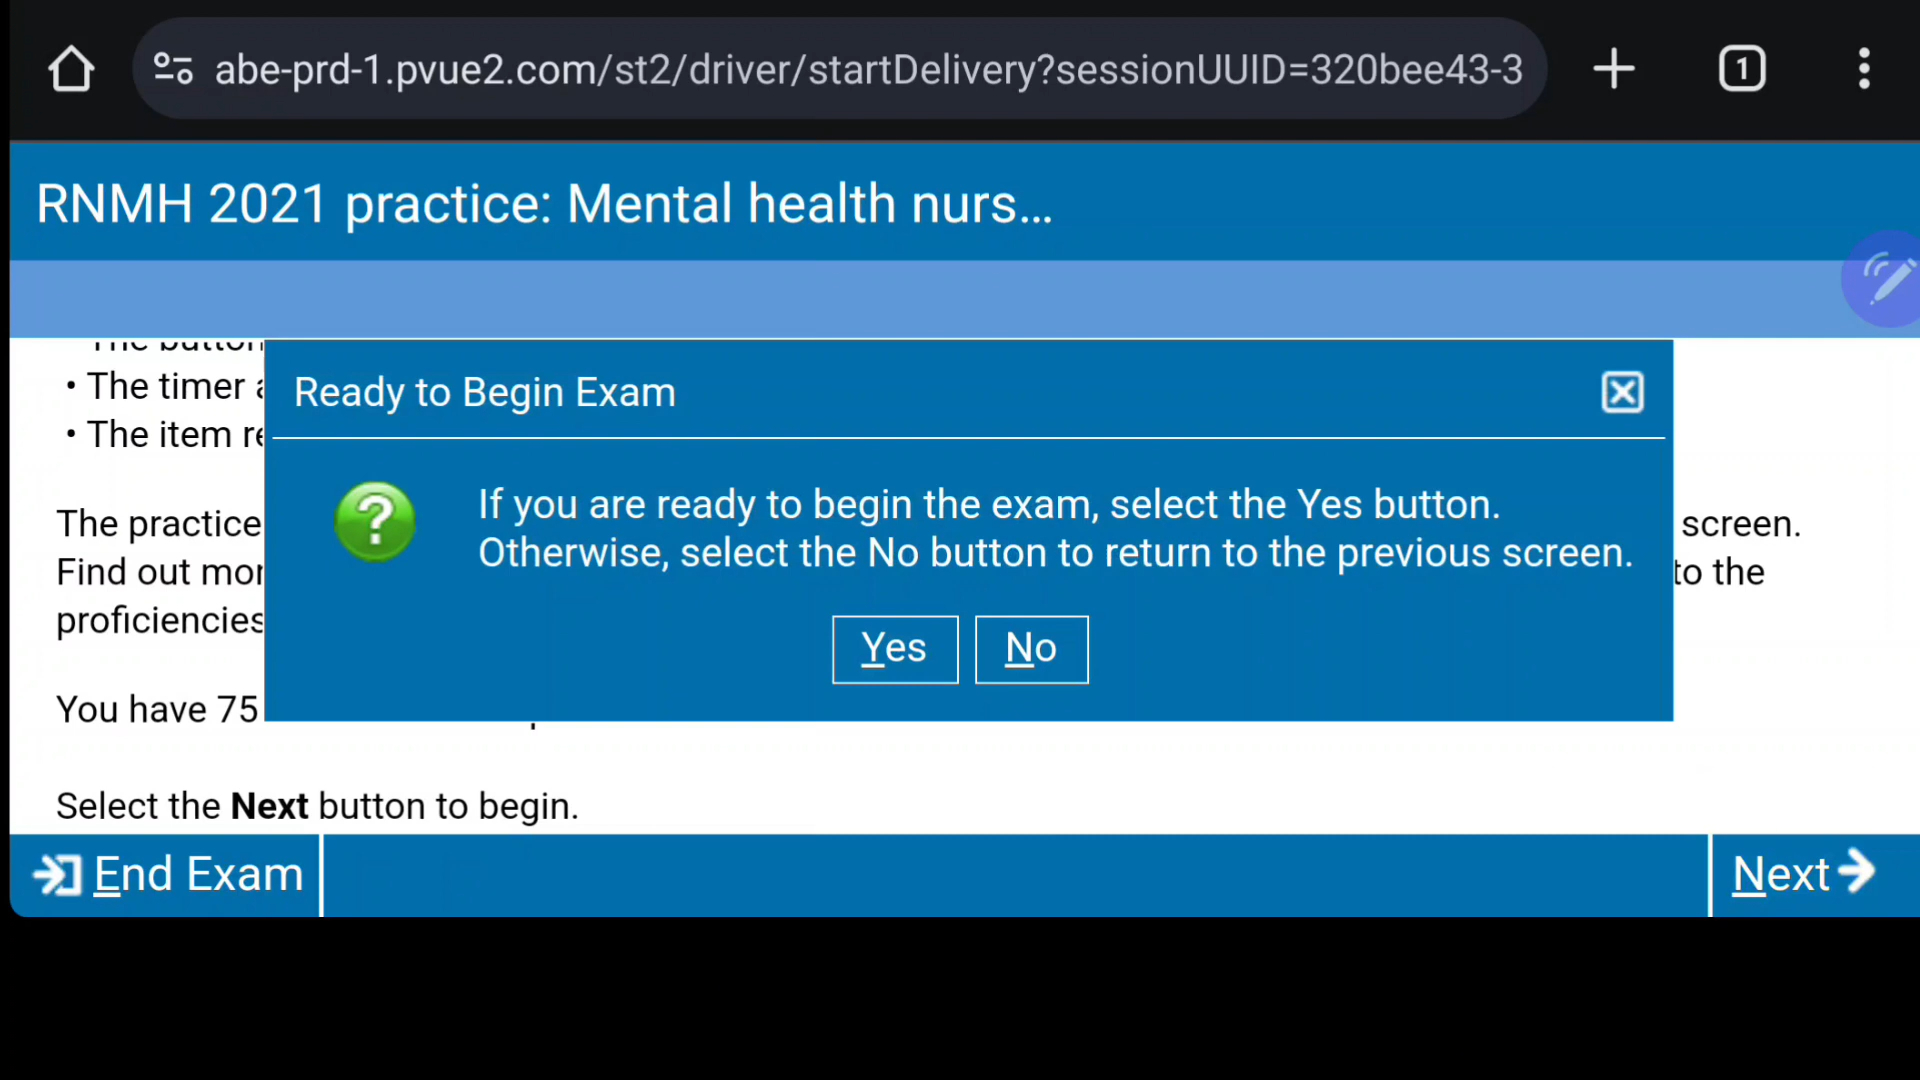 abe-prd-1.pvue2.com/st2/driver/startDelivery?sessionUUID=320bee43-3
1
RNMH 2021 practice: Mental health nurs...
• The timer
• The item
Ready to Begin Exam
If you are ready to begin the exam, select the Yes button.
Otherwise, select the No button to return to the previous screen.
Yes No
The practice screen.
Find out to the
proficiencies
You have 75
Select the Next button to begin.
End Exam
Next